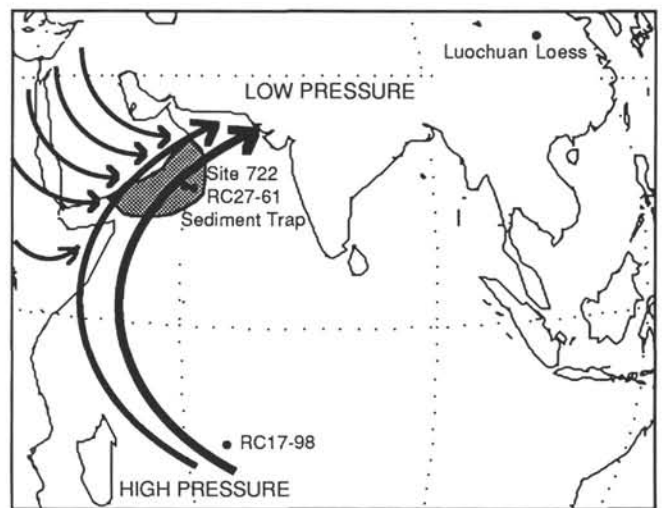 Luochuan Loess
LOW PRESSURE
Site 722
RC27-61
Sediment Trap
RC17-98
HIGH PRESSURE